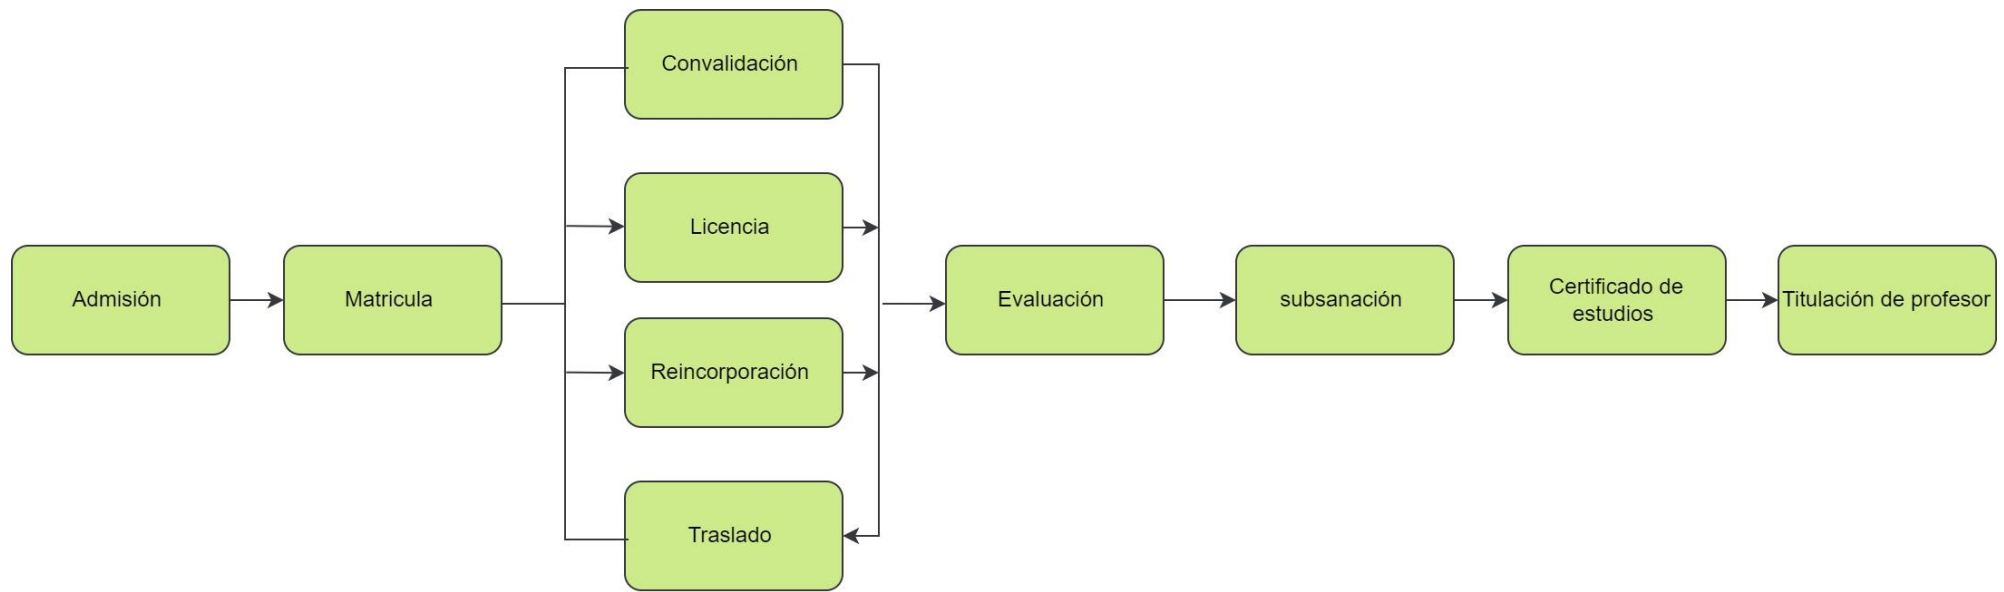 Admisión
Matricula
Convalidación
Licencia
Reincorporación
Traslado
Evaluación
subsanación
Certificado de
estudios
Titulación de profesor